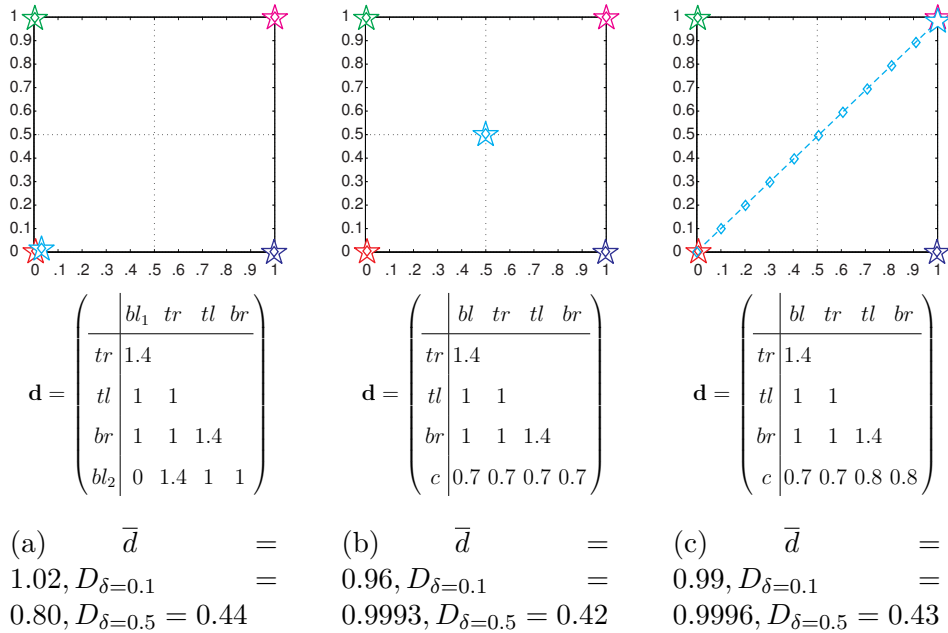 1
0.9
0.8
0.7
0.6
0.5
0.4
0.3
0.2
0.1
0
0 .1 .2 .3 .4 .5 .6 .7 .8 .9 1
1
0.9
0.8
0.7
0.6
0.5
0.4
0.3
0.2
0.1
0
0 .1 .2 .3 .4 .5 .6 .7 .8 .9 1
1
0.9
0.8
0.7
0.6
0.5
0.4
0.3
0.2
0.1
0
0 .1 .2 .3 .4 .5 .6 .7 .8 .9 1
bl₁ tr tl br
tr 1.4
tl 1 1
d =
br 1 1 1.4
bl₂ 0 1.4 1 1
bl tr tl br
tr 1.4
tl 1 1
d =
br 1 1 1.4
c 0.7 0.7 0.7 0.7
bl tr tl br
tr 1.4
tl 1 1
d =
br 1 1 1.4
c 0.7 0.7 0.8 0.8
(a) d̅ =
1.02, D_{δ=0.1} =
0.80, D_{δ=0.5} = 0.44
(b) d̅ =
0.96, D_{δ=0.1} =
0.9993, D_{δ=0.5} = 0.42
(c) d̅ =
0.99, D_{δ=0.1} =
0.9996, D_{δ=0.5} = 0.43